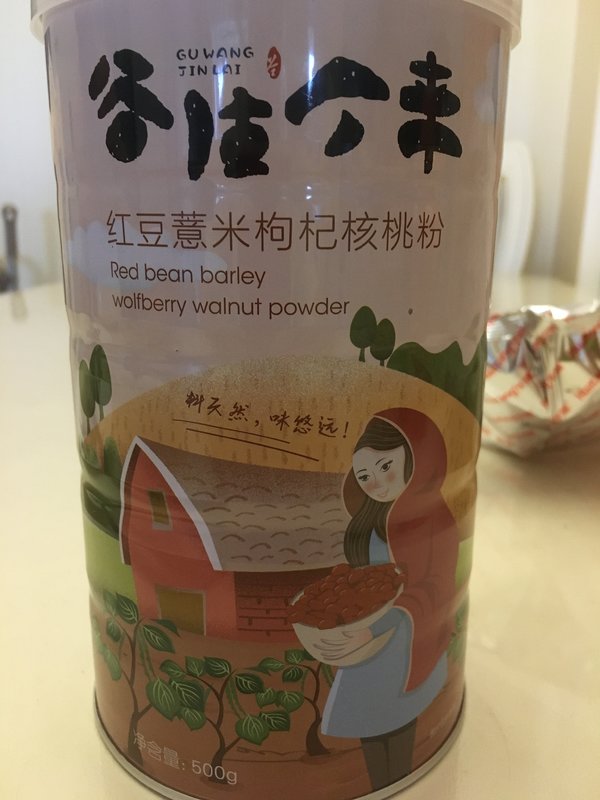 GU WANG
JIN LAI
谷往今来
红豆薏米枸杞核桃粉
Red bean barley
wolfberry walnut powder
料天然，味悠远！
净含量: 500g